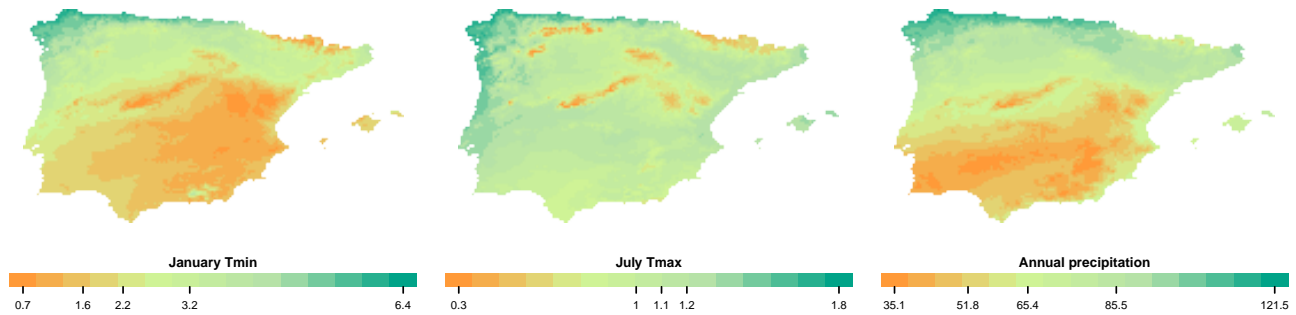 January Tmin
0.7 1.6 2.2 3.2 6.4
July Tmax
0.3 1 1.1 1.2 1.8
Annual precipitation
35.1 51.8 65.4 85.5 121.5